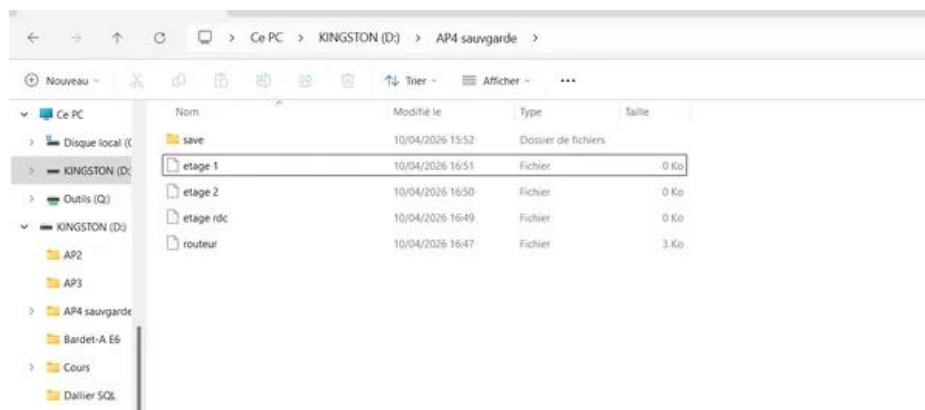 Ce PC > KINGSTON (D:) > AP4 sauvgarde >
Nouveau Trier Afficher ...
Nom Modifié le Type Taille
Ce PC
Disque local (C
KINGSTON (D:
Outils (Q:)
KINGSTON (D:)
AP2
AP3
AP4 sauvgarde
Bardet-A E6
Cours
Dallier SQL
save 10/04/2026 15:52 Dossier de fichiers
etage 1 10/04/2026 16:51 Fichier 0 Ko
etage 2 10/04/2026 16:50 Fichier 0 Ko
etage rdc 10/04/2026 16:49 Fichier 0 Ko
routeur 10/04/2026 16:47 Fichier 3 Ko